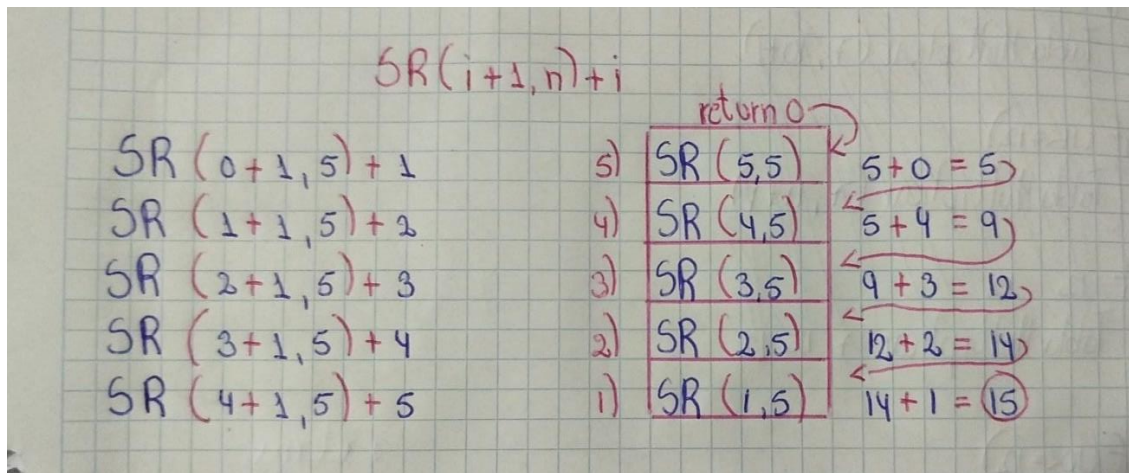 SR(i+1,n)+i
return 0
SR (0+1,5)+1 5) SR (5,5) 5+0 = 5
SR (1+1,5)+2 4) SR (4,5) 5+4 = 9
SR (2+1,5)+3 3) SR (3,5) 9+3 = 12
SR (3+1,5)+4 2) SR (2,5) 12+2 = 14
SR (4+1,5)+5 1) SR (1,5) 14+1 = 15